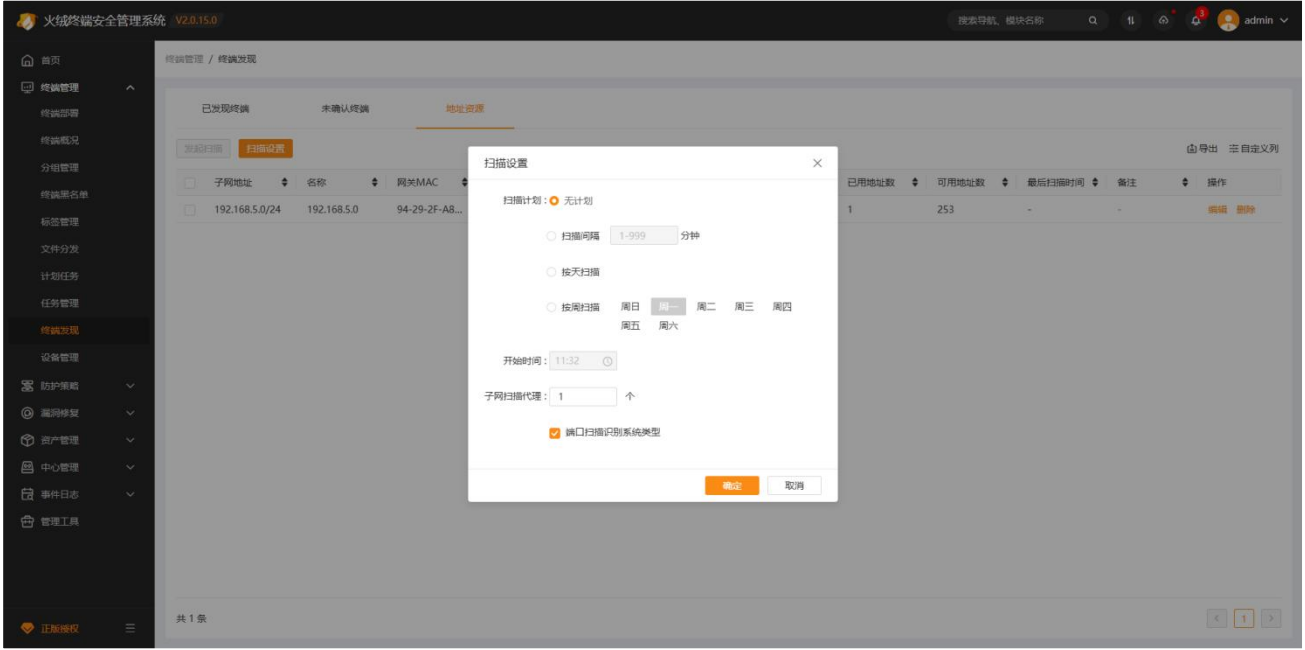 火绒终端安全管理系统 V2.0.15.0 搜索导航、模块名称 3 admin
首页
终端管理 / 终端发现
终端管理
终端部署
终端概况
分组管理
终端黑名单
标签管理
文件分发
计划任务
任务管理
终端发现
设备管理
防护策略
漏洞修复
资产管理
中心管理
事件日志
管理工具
正版授权
已发现终端 未确认终端 地址资源
发起扫描 扫描设置 导出 自定义列
子网地址 名称 网关MAC 已用地址数 可用地址数 最后扫描时间 备注 操作
192.168.5.0/24 192.168.5.0 94-29-2F-A8... 1 253 - - 编辑 删除
扫描设置
扫描计划：无计划
扫描间隔 1-999 分钟
按天扫描
按周扫描 周日 周一 周二 周三 周四
周五 周六
开始时间：11:32
子网扫描代理：1 个
端口扫描识别系统类型
确定 取消
共 1 条 1